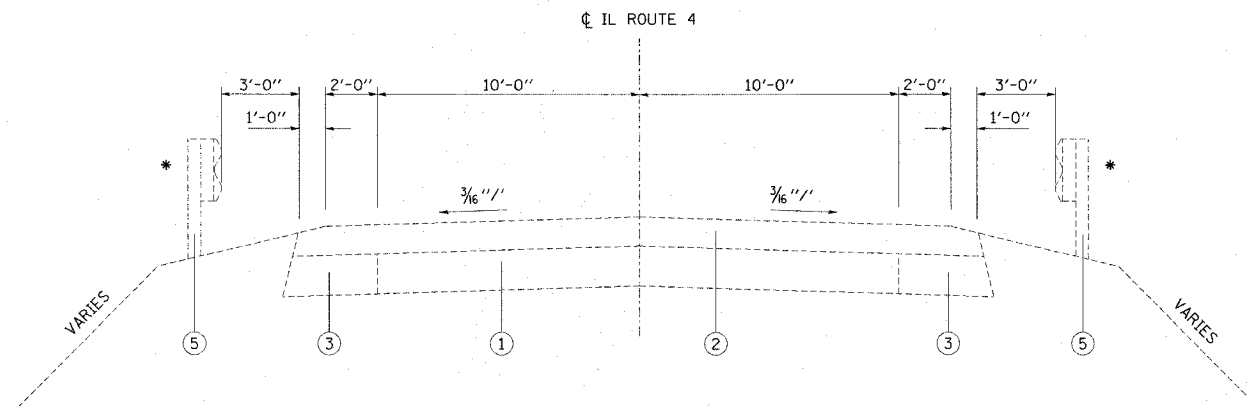 ℄ IL ROUTE 4
3'-0" 2'-0" 10'-0" 10'-0" 2'-0" 3'-0"
1'-0" 1'-0"
* *
3/16"/' 3/16"/'
VARIES VARIES
5 3 1 2 3 5